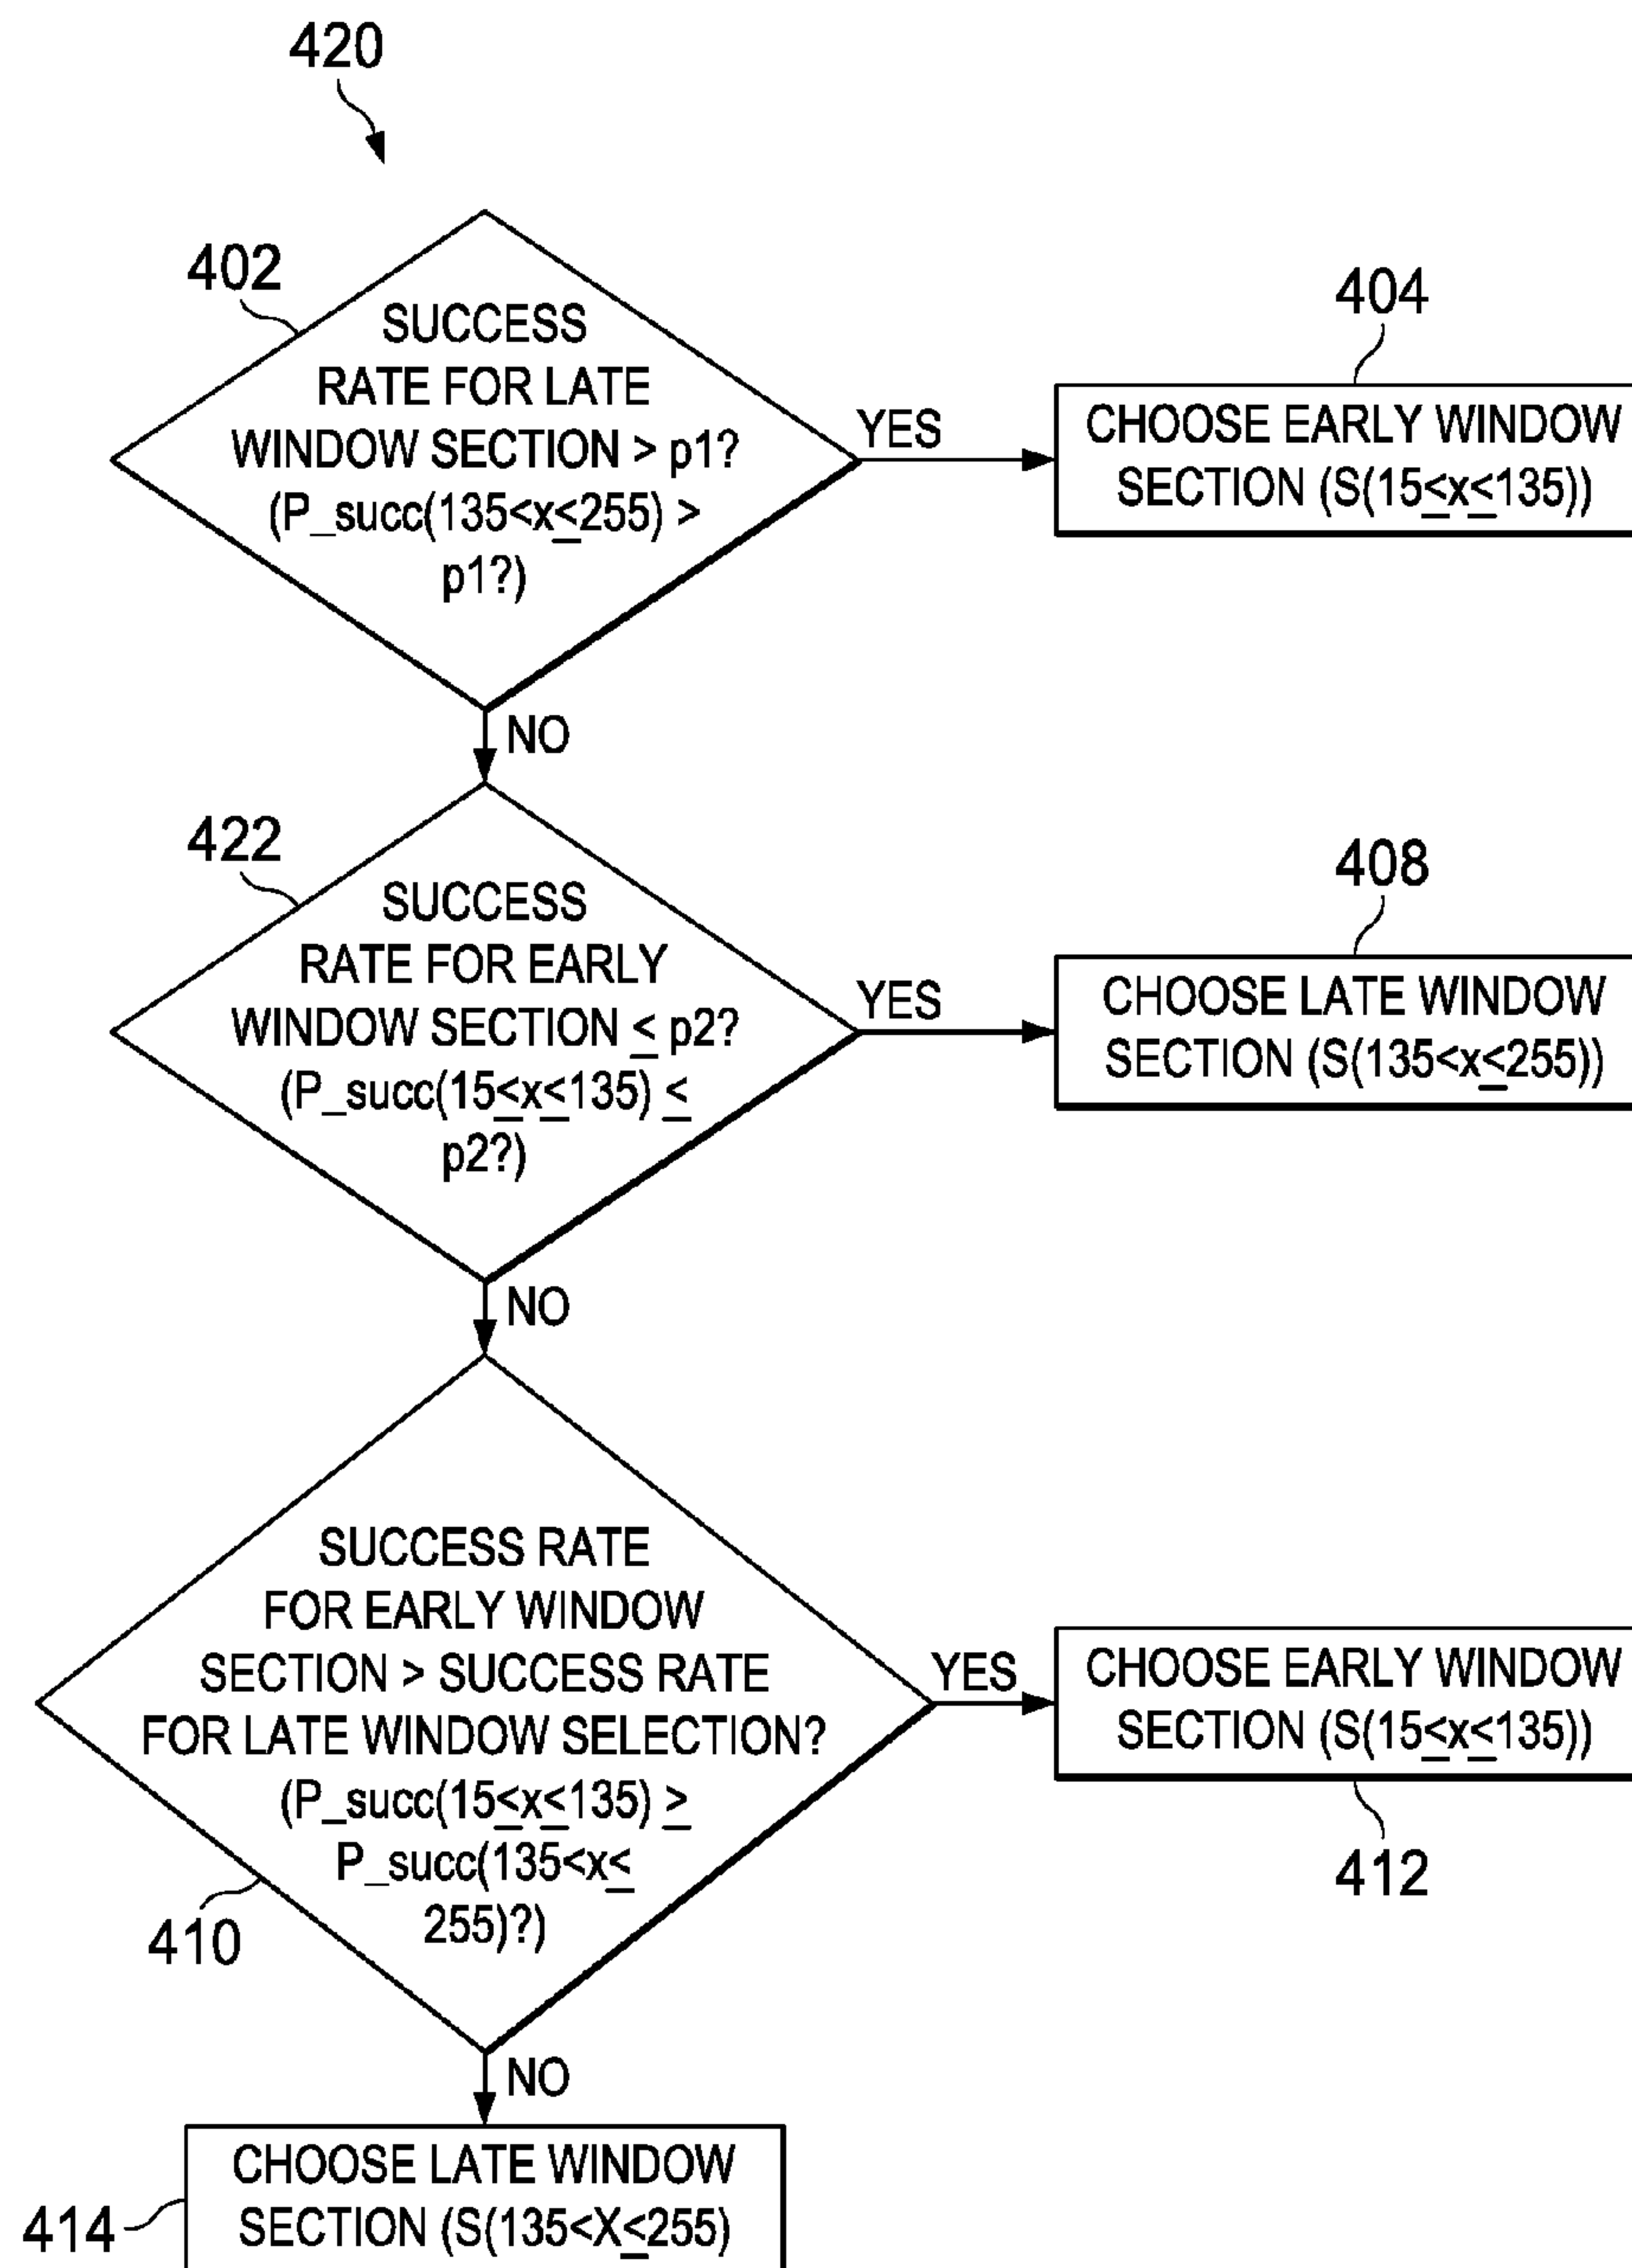 420
402
SUCCESS
RATE FOR LATE
WINDOW SECTION > p1?
(P_succ(135<x≤255) >
p1?)
YES
404
CHOOSE EARLY WINDOW
SECTION (S(15≤x≤135))
NO
422
SUCCESS
RATE FOR EARLY
WINDOW SECTION ≤ p2?
(P_succ(15≤x≤135) ≤
p2?)
YES
408
CHOOSE LATE WINDOW
SECTION (S(135<x≤255))
NO
SUCCESS RATE
FOR EARLY WINDOW
SECTION > SUCCESS RATE
FOR LATE WINDOW SELECTION?
(P_succ(15≤x≤135) ≥
P_succ(135<x≤
255)?)
410
YES
CHOOSE EARLY WINDOW
SECTION (S(15≤x≤135))
412
NO
414
CHOOSE LATE WINDOW
SECTION (S(135<X≤255)